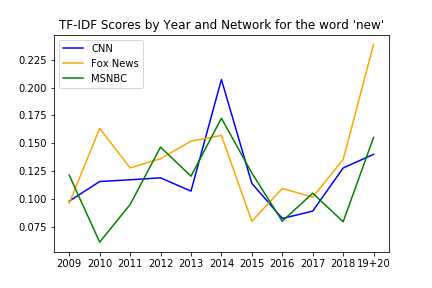 TF-IDF Scores by Year and Network for the word 'new'
CNN
Fox News
MSNBC
0.225
0.200
0.175
0.150
0.125
0.100
0.075
2009 2010 2011 2012 2013 2014 2015 2016 2017 2018 19+20